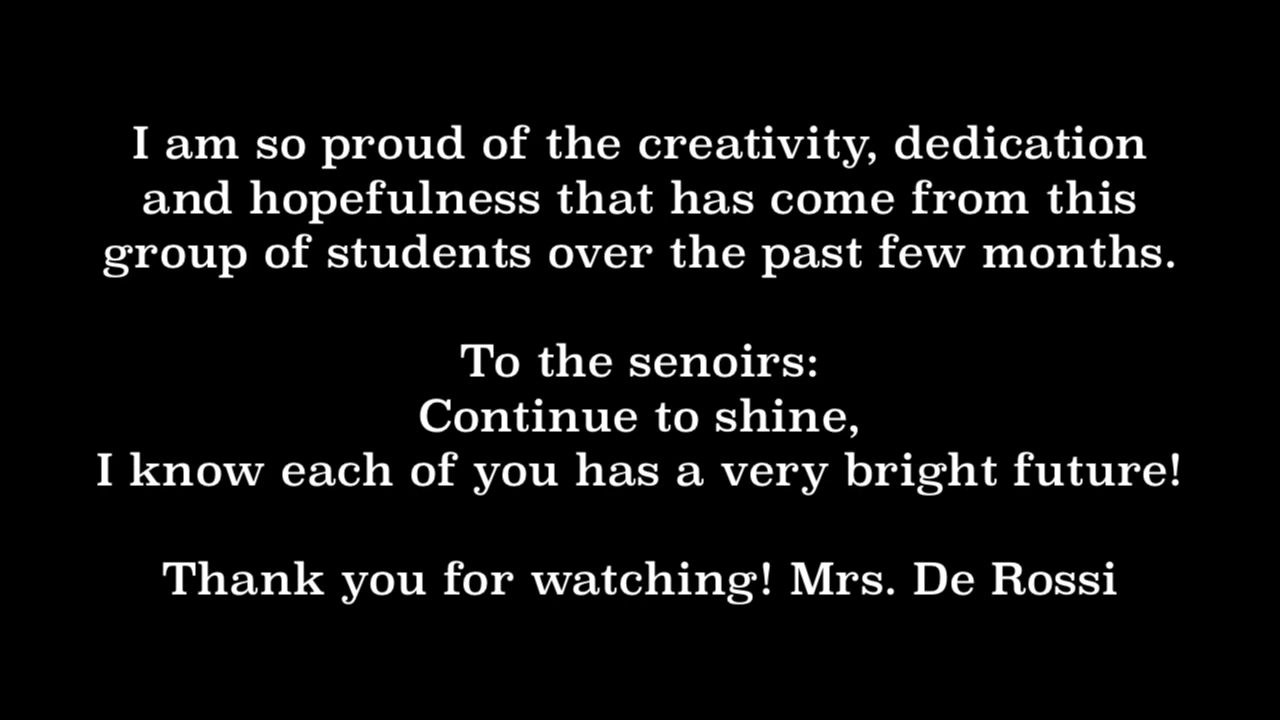 I am so proud of the creativity, dedication
and hopefulness that has come from this
group of students over the past few months.
To the senoirs:
Continue to shine,
I know each of you has a very bright future!
Thank you for watching! Mrs. De Rossi